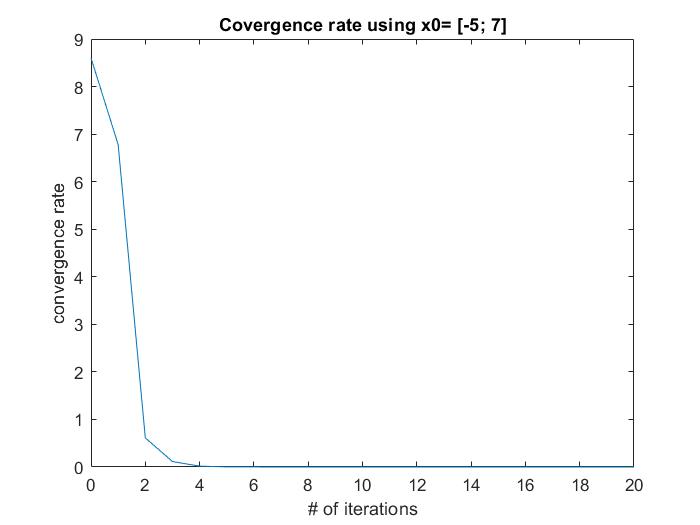 Covergence rate using x0= [-5; 7]
9
8
7
6
5
4
3
2
1
0
convergence rate
0 2 4 6 8 10 12 14 16 18 20
# of iterations